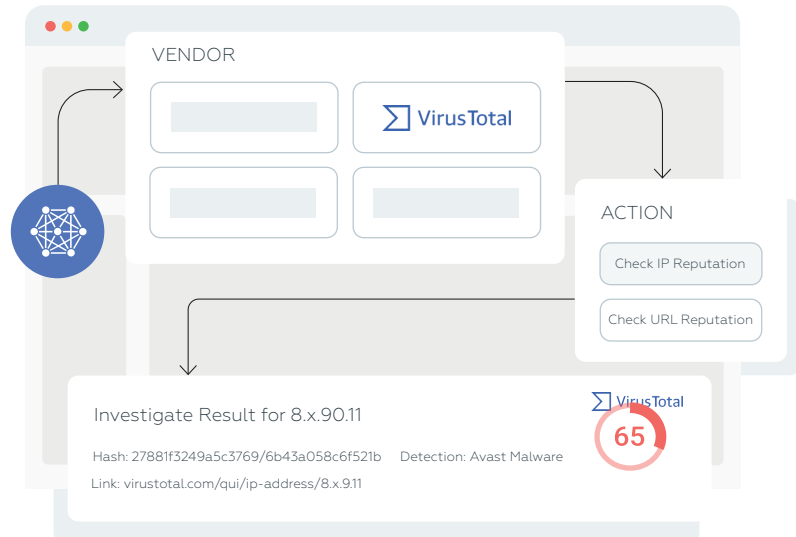 VENDOR
VirusTotal
ACTION
Check IP Reputation
Check URL Reputation
VirusTotal
Investigate Result for 8.x.90.11
65
Hash: 27881f3249a5c3769/6b43a058c6f521b Detection: Avast Malware
Link: virustotal.com/qui/ip-address/8.x.9.11